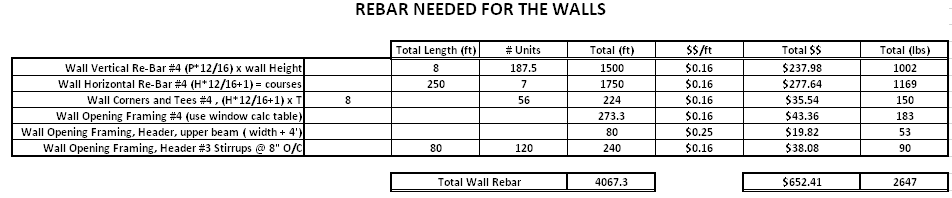 REBAR NEEDED FOR THE WALLS
Total Length (ft) # Units Total (ft) $$/ft Total $$ Total (lbs)
Wall Vertical Re-Bar #4 (P*12/16) x wall Height 8 187.5 1500 $0.16 $237.98 1002
Wall Horizontal Re-Bar #4 (H*12/16+1) = courses 250 7 1750 $0.16 $277.64 1169
Wall Corners and Tees #4 , (H*12/16+1) x T 8 56 224 $0.16 $35.54 150
Wall Opening Framing #4 (use window calc table) 273.3 $0.16 $43.36 183
Wall Opening Framing, Header, upper beam ( width + 4') 80 $0.25 $19.82 53
Wall Opening Framing, Header #3 Stirrups @ 8" O/C 80 120 240 $0.16 $38.08 90
Total Wall Rebar 4067.3 $652.41 2647